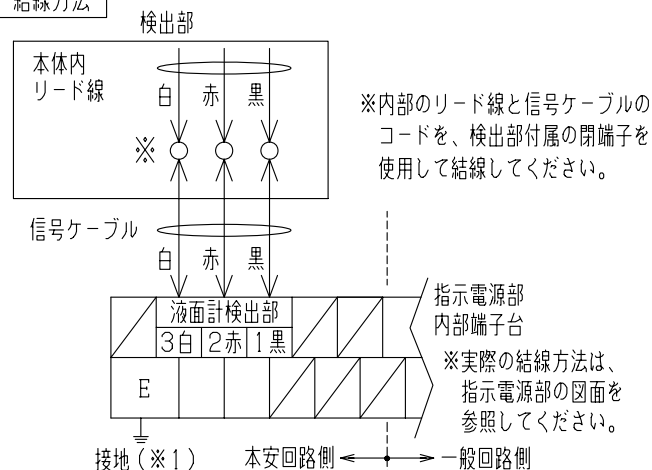 結線方法
検出部
本体内
リード線
白 赤 黒
※
※内部のリード線と信号ケーブルの
コードを、検出部付属の閉端子を
使用して結線してください。
信号ケーブル
白 赤 黒
液面計検出部
3白 2赤 1黒
E
指示電源部
内部端子台
※実際の結線方法は、
指示電源部の図面を
参照してください。
接地(※1)
本安回路側 一般回路側